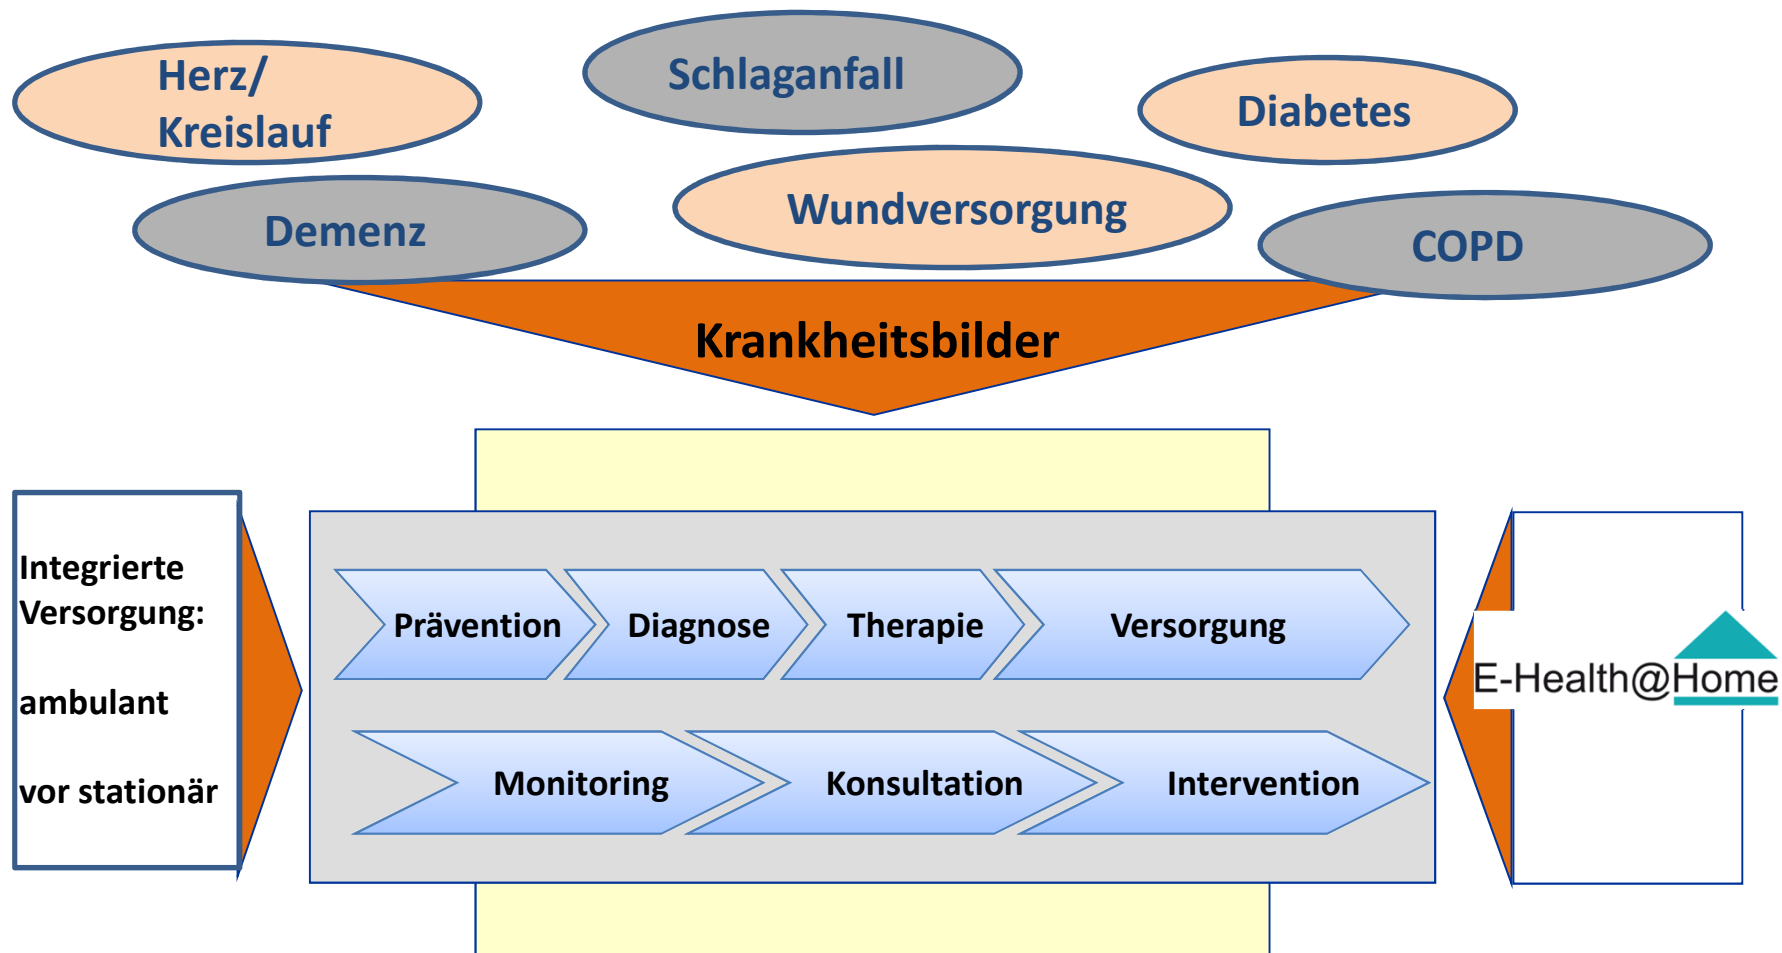 Herz/
Kreislauf
Schlaganfall
Diabetes
Demenz
Wundversorgung
COPD
Krankheitsbilder
Integrierte
Versorgung:
ambulant
vor stationär
Prävention
Diagnose
Therapie
Versorgung
Monitoring
Konsultation
Intervention
E-Health@Home